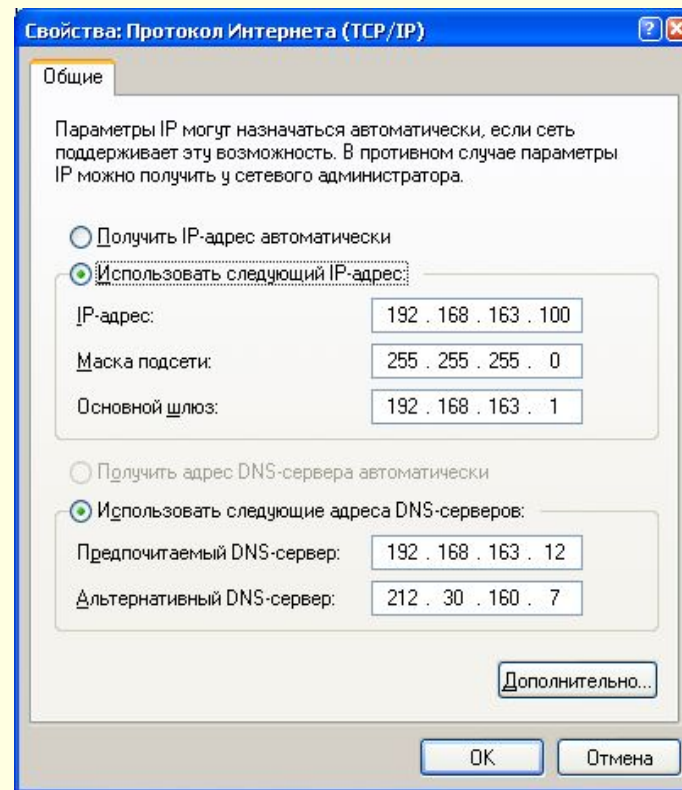 Свойства: Протокол Интернета (TCP/IP)
Общие
Параметры IP могут назначаться автоматически, если сеть
поддерживает эту возможность. В противном случае параметры
IP можно получить у сетевого администратора.
Получить IP-адрес автоматически
Использовать следующий IP-адрес:
IP-адрес: 192 . 168 . 163 . 100
Маска подсети: 255 . 255 . 255 . 0
Основной шлюз: 192 . 168 . 163 . 1
Получить адрес DNS-сервера автоматически
Использовать следующие адреса DNS-серверов:
Предпочитаемый DNS-сервер: 192 . 168 . 163 . 12
Альтернативный DNS-сервер: 212 . 30 . 160 . 7
Дополнительно...
OK Отмена